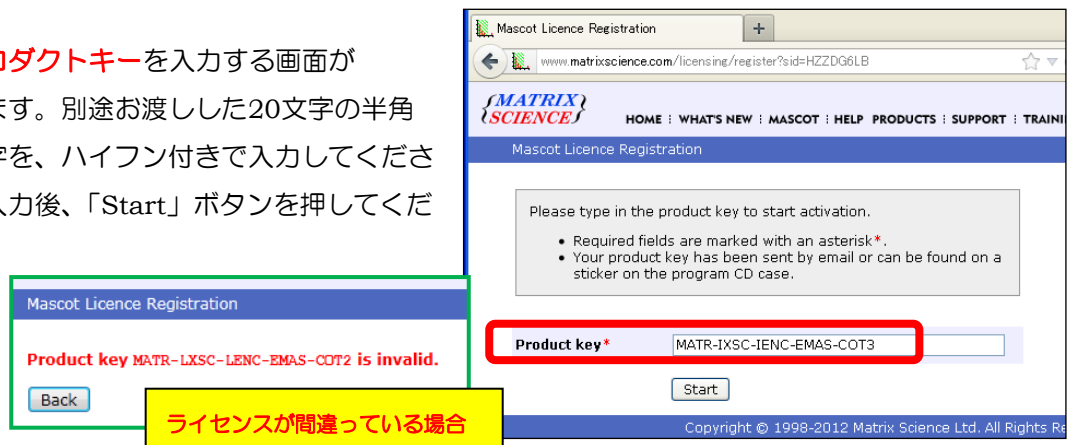 ロダクトキーを入力する画面が
ます。別途お渡しした20文字の半角
字を、ハイフン付きで入力してくださ
入力後、「Start」ボタンを押してくだ
Mascot Licence Registration
+
www.matrixscience.com/licensing/register?sid=HZZDG6LB
{MATRIX}
{SCIENCE}
HOME : WHAT'S NEW : MASCOT : HELP PRODUCTS : SUPPORT : TRAINI
Mascot Licence Registration
Please type in the product key to start activation.
• Required fields are marked with an asterisk*.
• Your product key has been sent by email or can be found on a
sticker on the program CD case.
Product key* MATR-IXSC-IENC-EMAS-COT3
Start
Copyright © 1998-2012 Matrix Science Ltd. All Rights Re
Mascot Licence Registration
Product key MATR-LXSC-LENC-EMAS-COT2 is invalid.
Back
ライセンスが間違っている場合